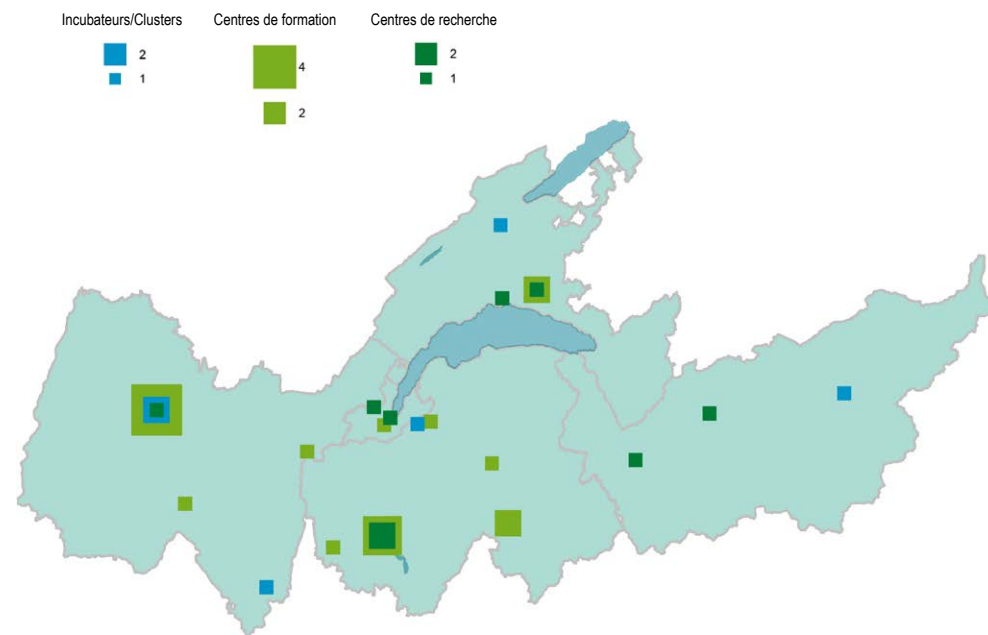 Incubateurs/Clusters Centres de formation Centres de recherche
2 4 2
1 1
2